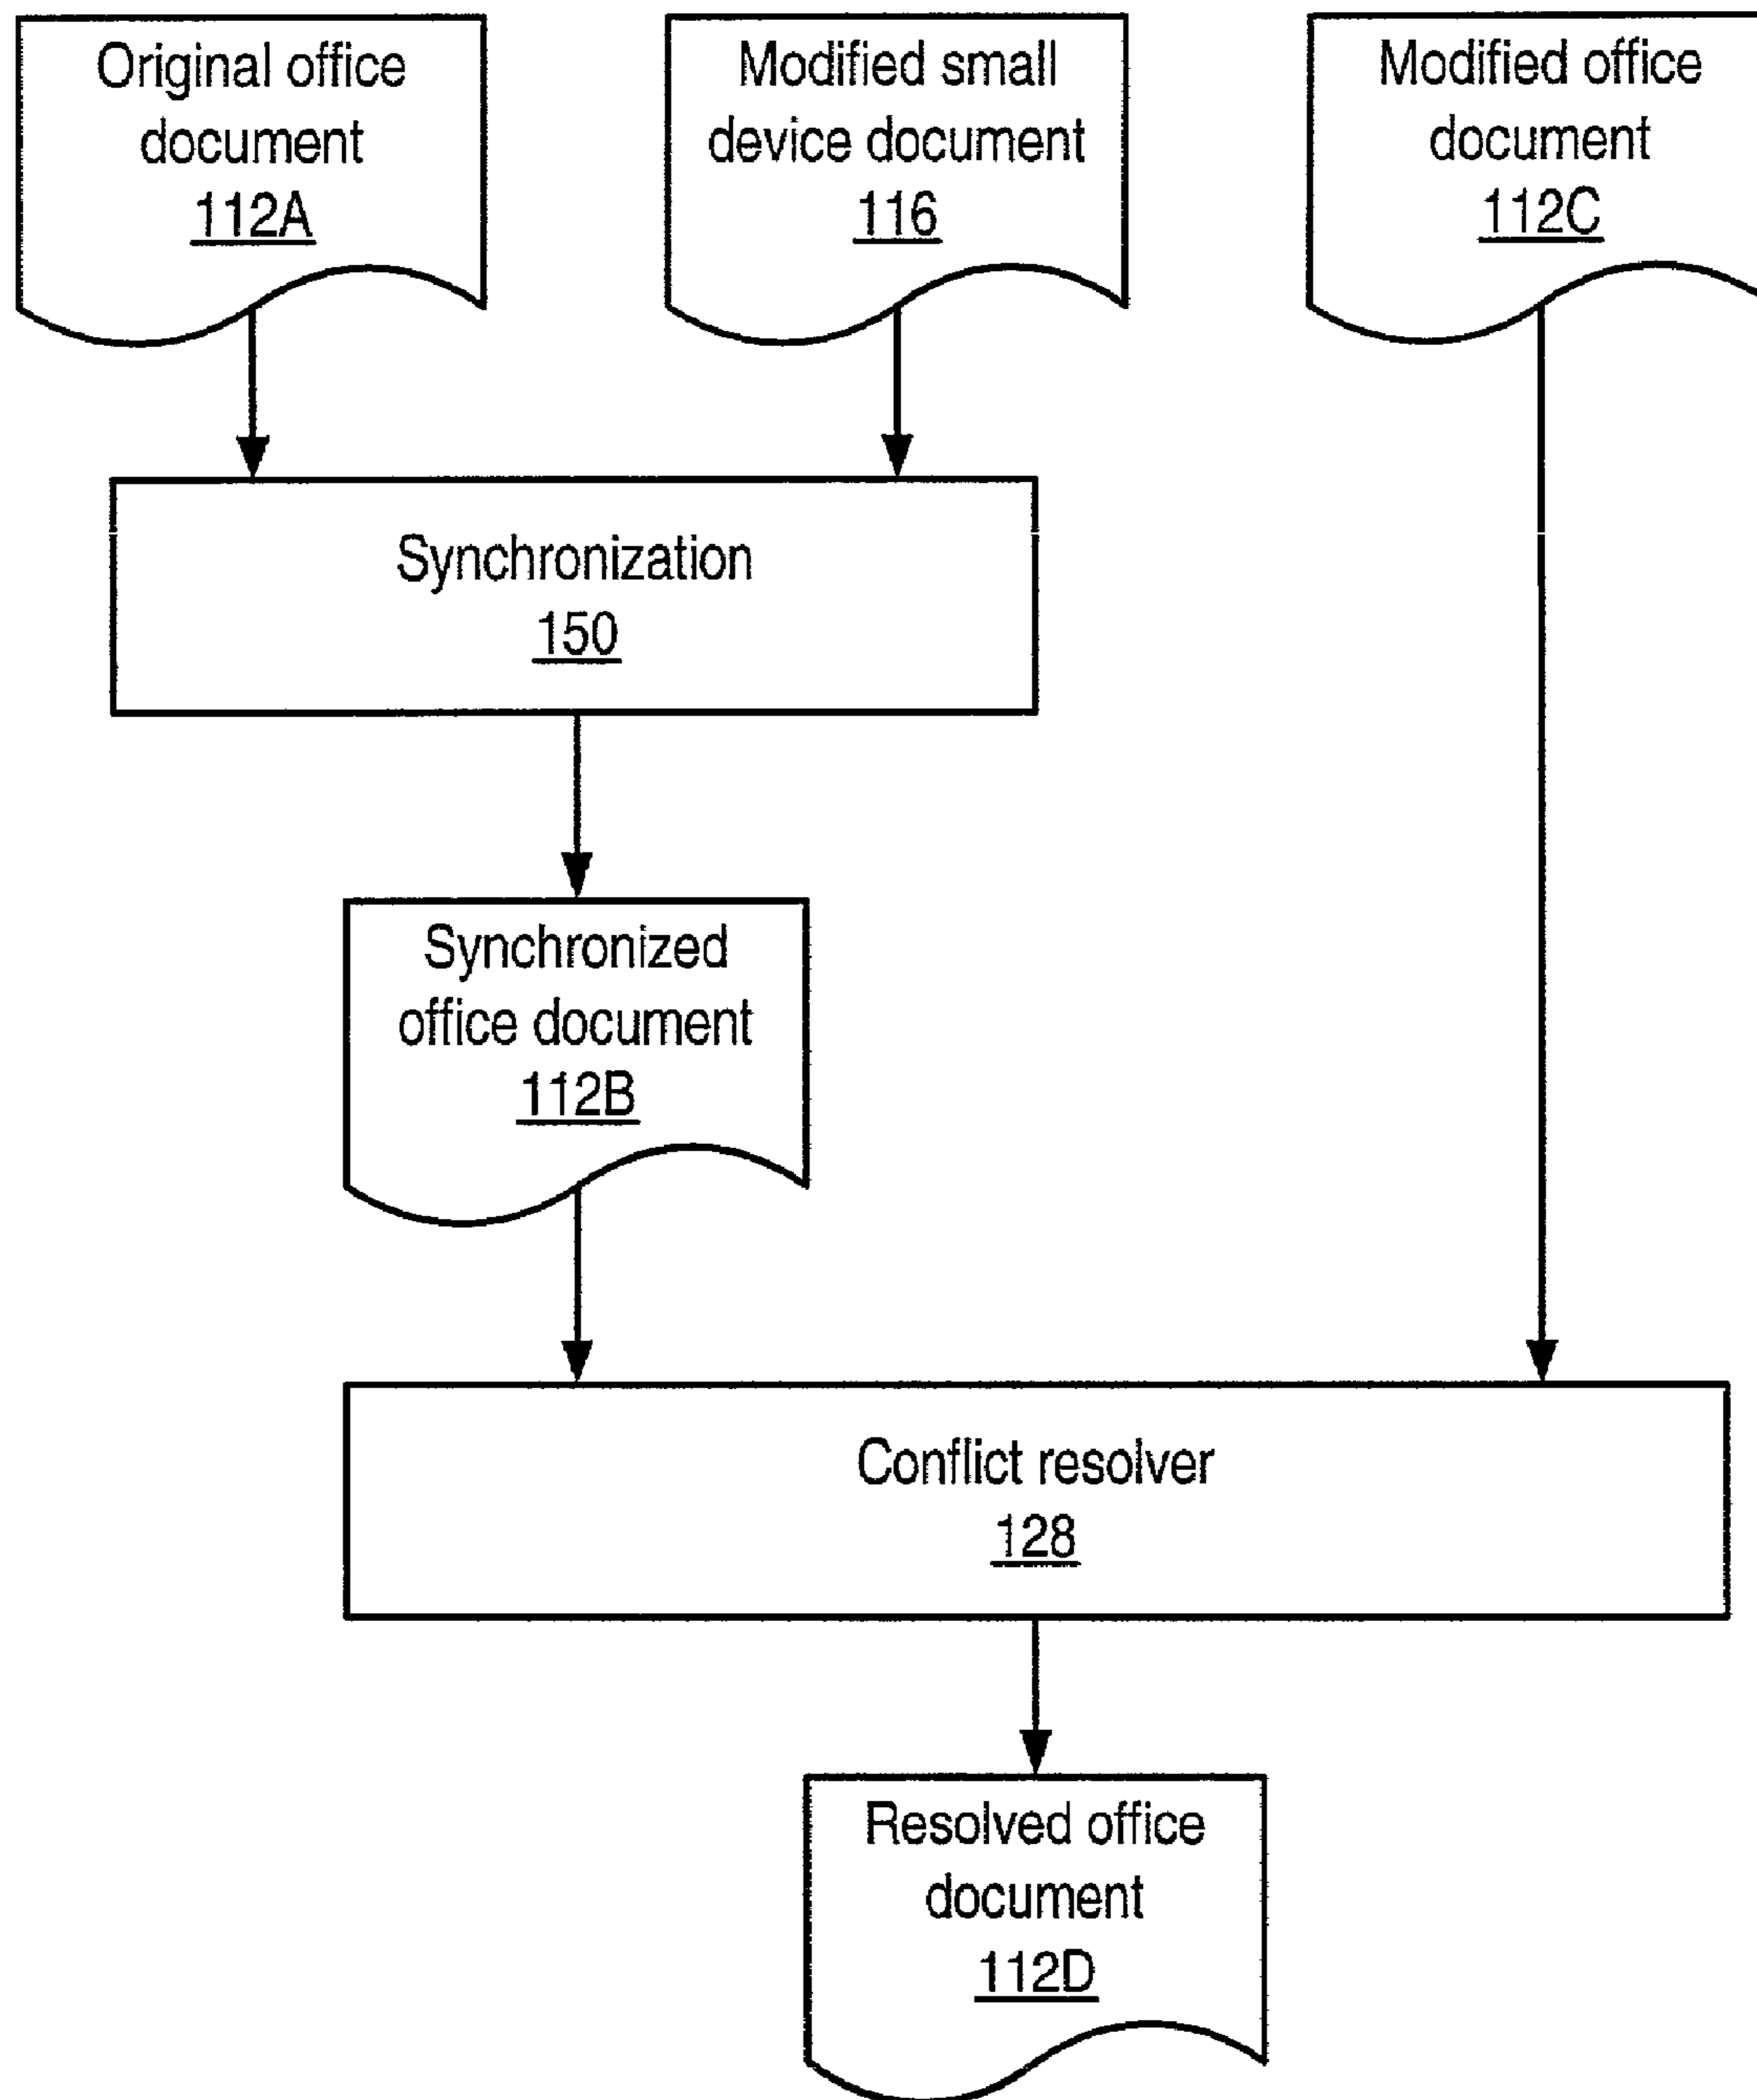 Original office
document
112A
Modified small
device document
116
Modified office
document
112C
Synchronization
150
Synchronized
office document
112B
Conflict resolver
128
Resolved office
document
112D